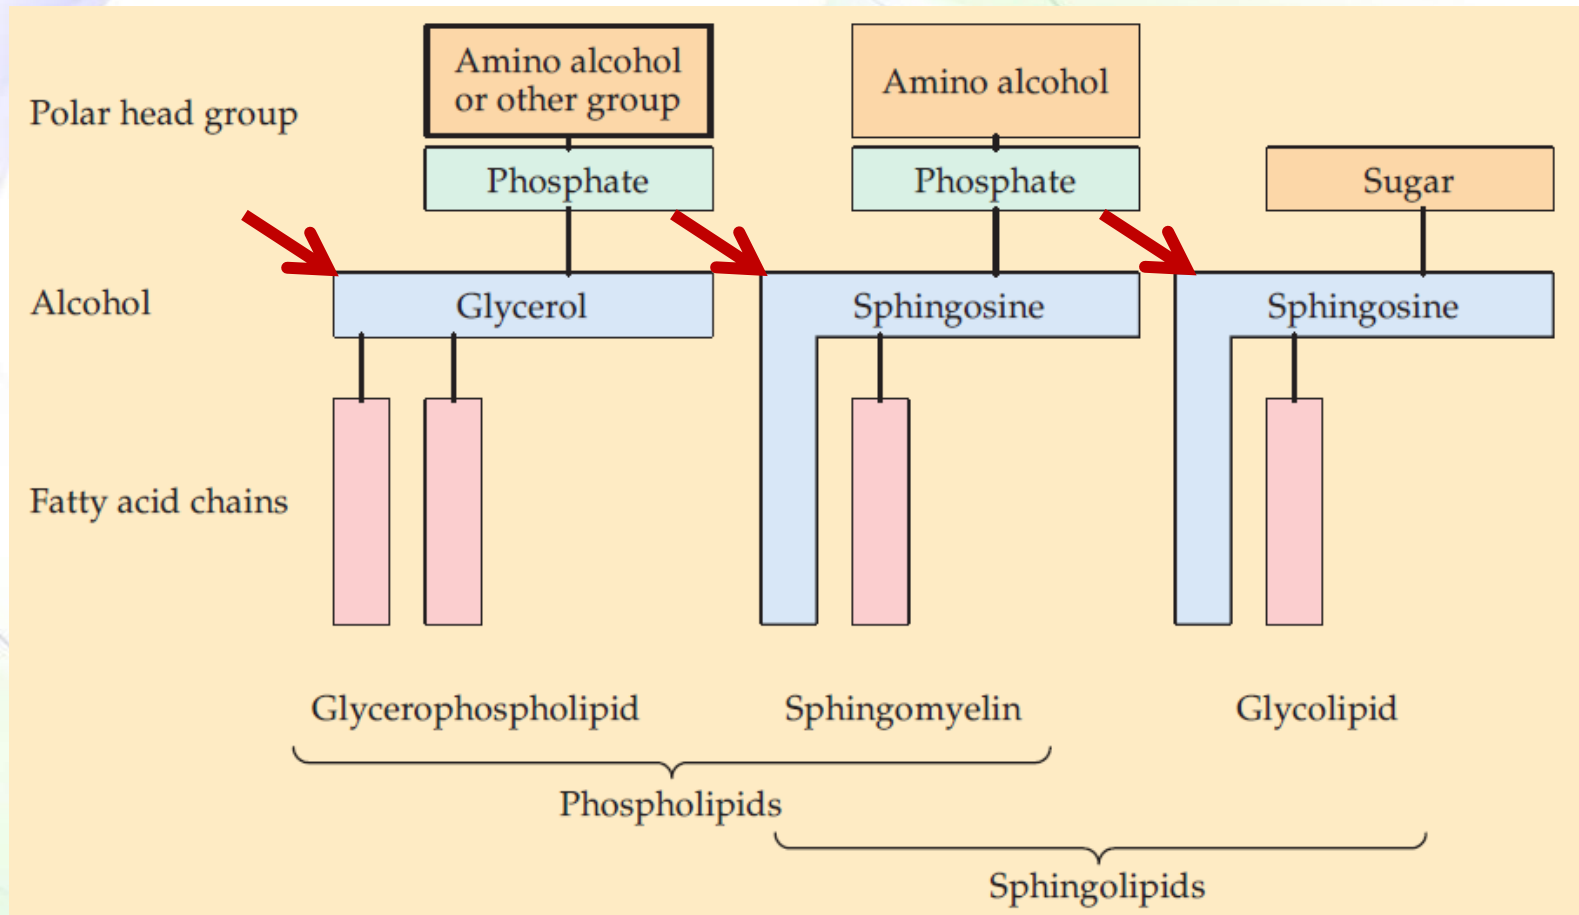 Amino alcohol
or other group
Amino alcohol
Polar head group
Phosphate
Phosphate
Sugar
Alcohol
Glycerol
Sphingosine
Sphingosine
Fatty acid chains
Glycerophospholipid
Sphingomyelin
Glycolipid
Phospholipids
Sphingolipids